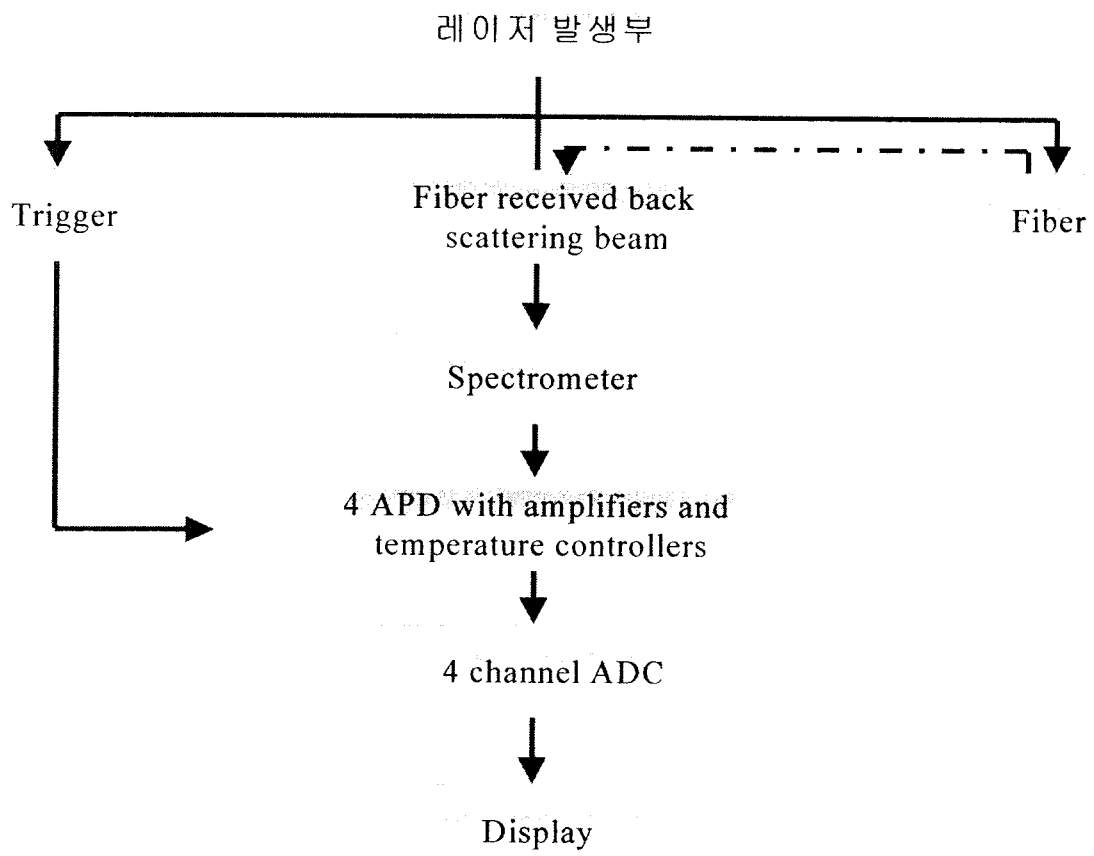 레이저 발생부
Trigger
Fiber received back
scattering beam
Fiber
Spectrometer
4 APD with amplifiers and
temperature controllers
4 channel ADC
Display